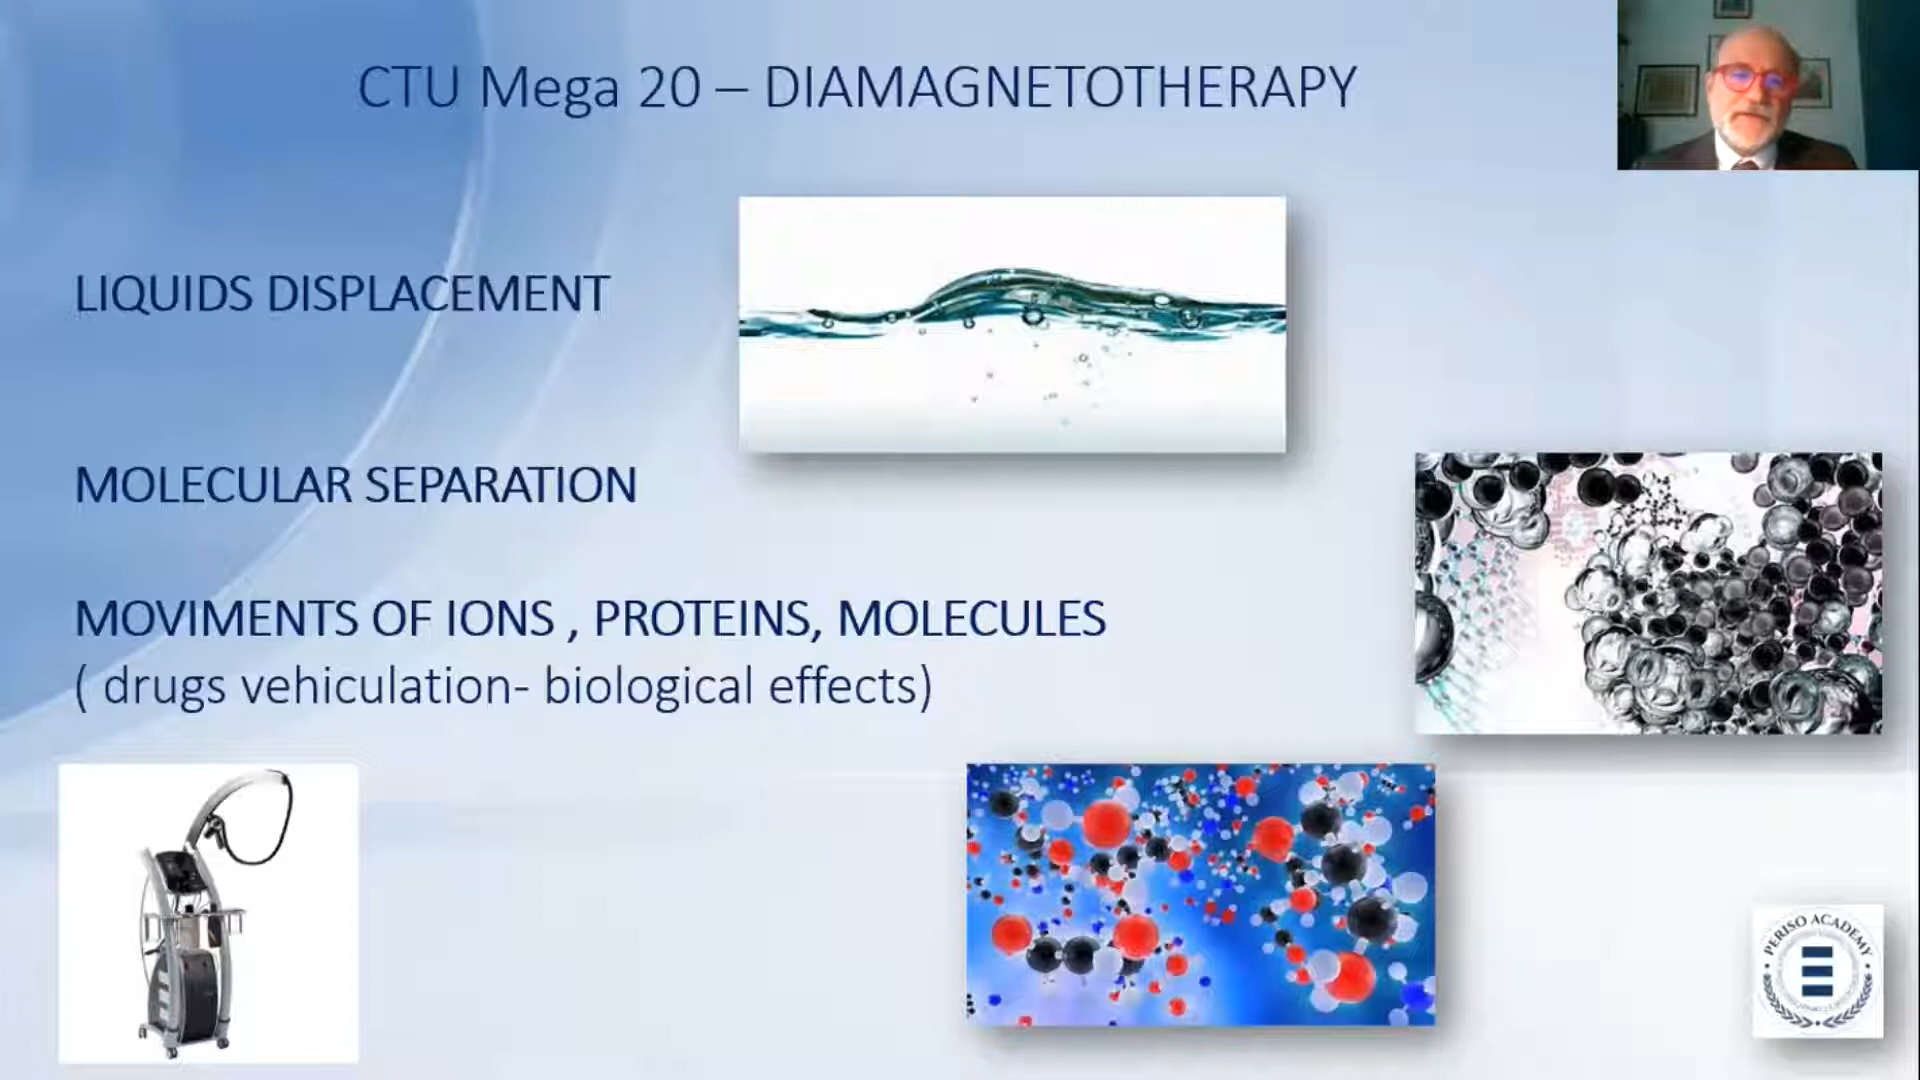 CTU Mega 20 – DIAMAGNETOTHERAPY
LIQUIDS DISPLACEMENT
MOLECULAR SEPARATION
MOVIMENTS OF IONS , PROTEINS, MOLECULES
( drugs vehiculation- biological effects)
PERISO ACADEMY